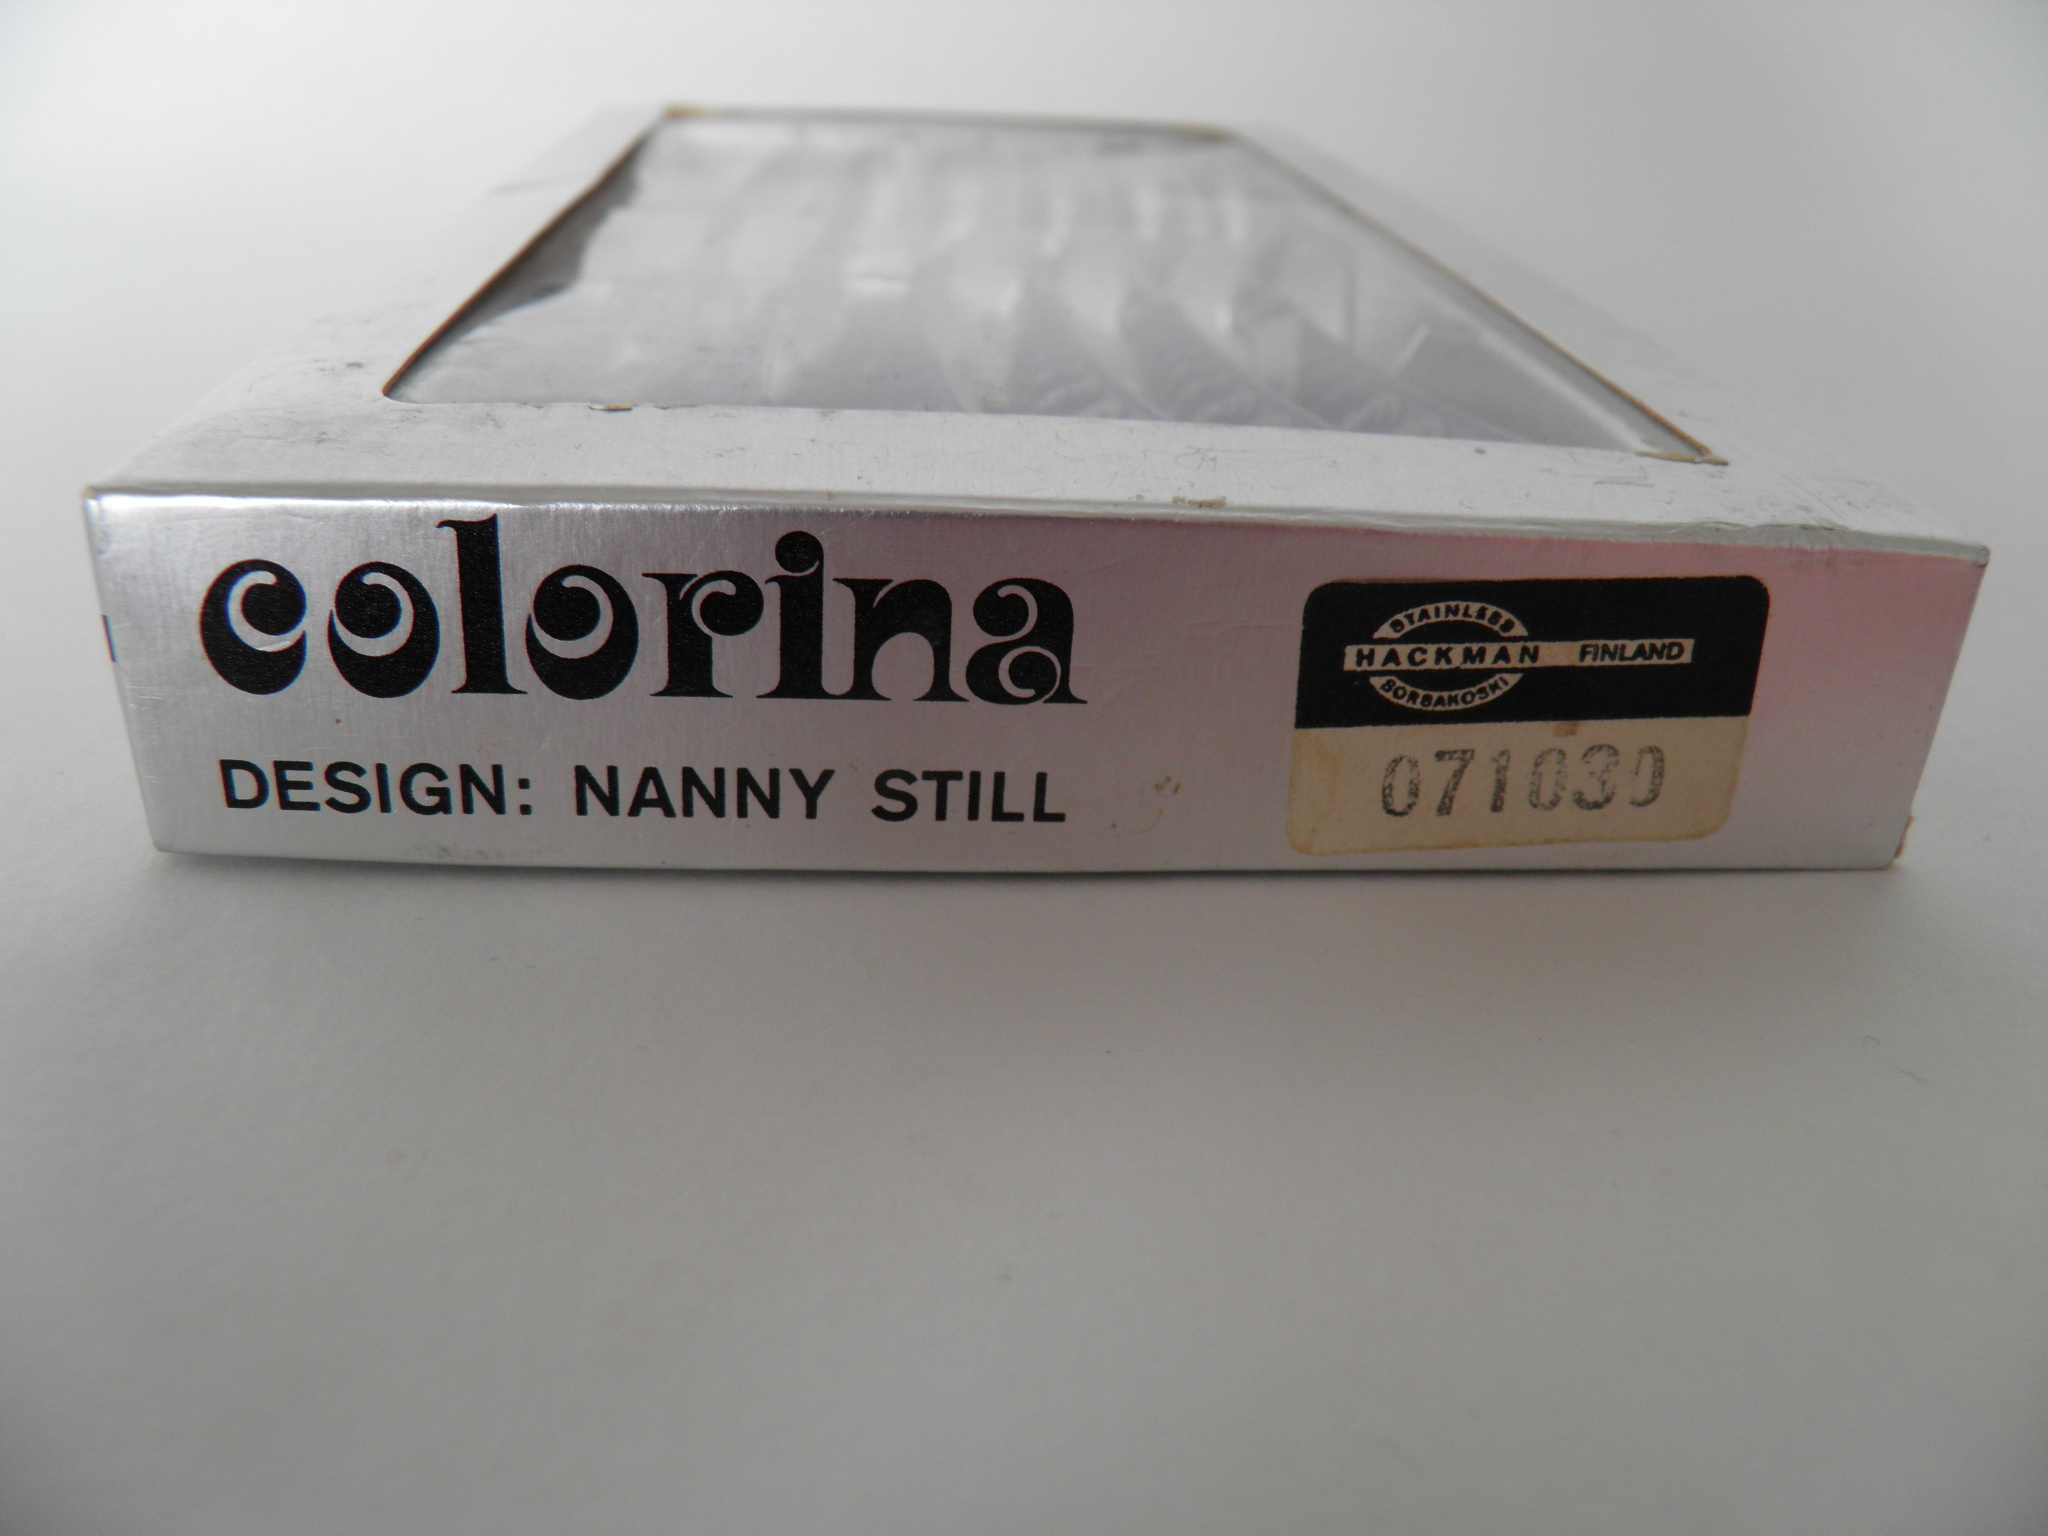 colorina
DESIGN: NANNY STILL
STAINLESS
HACKMAN FINLAND
SORSAKOSKI
071030